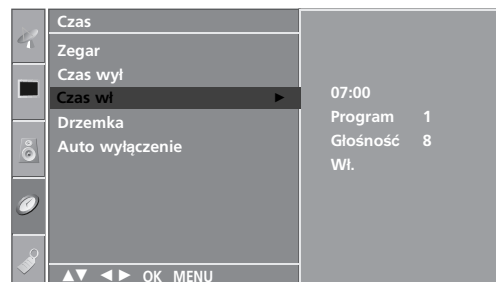 Czas
Zegar
Czas wył
Czas wł ►
Drzemka
Auto wyłączenie
▲▼ ◄► OK MENU
07:00
Program 1
Głośność 8
Wł.